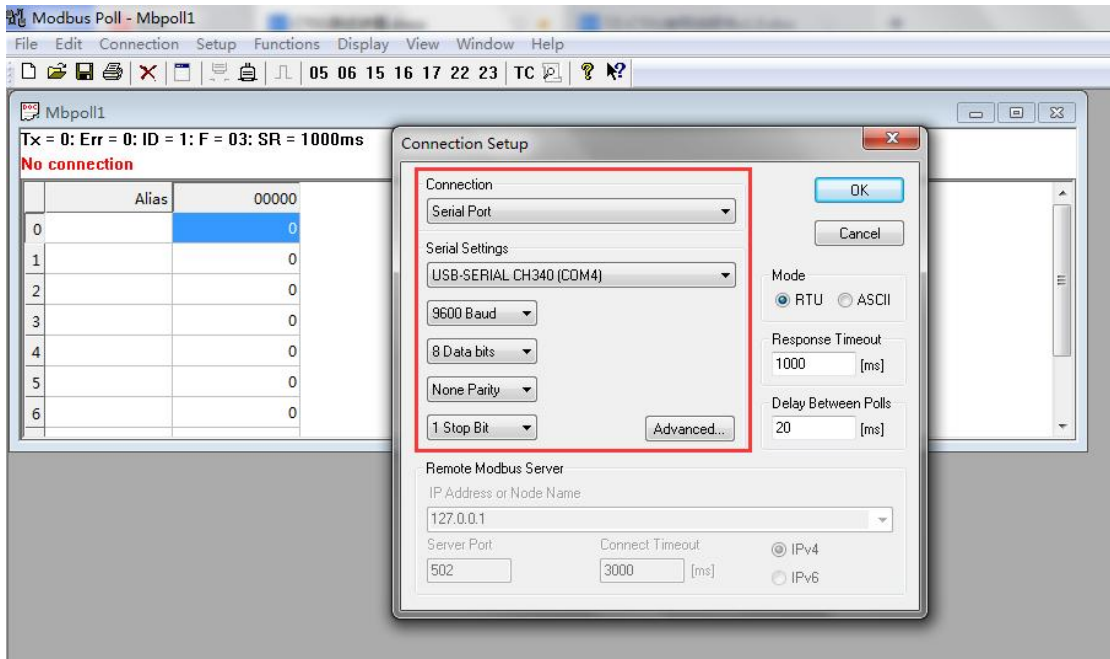 Modbus Poll - Mbpoll1
File Edit Connection Setup Functions Display View Window Help
05 06 15 16 17 22 23 TC
Mbpoll1
Tx = 0: Err = 0: ID = 1: F = 03: SR = 1000ms
No connection
Alias 00000
0 0
1 0
2 0
3 0
4 0
5 0
6 0
Connection Setup
Connection
Serial Port
OK
Cancel
Serial Settings
USB-SERIAL CH340 (COM4)
9600 Baud
8 Data bits
None Parity
1 Stop Bit
Advanced...
Mode
RTU ASCII
Response Timeout
1000 [ms]
Delay Between Polls
20 [ms]
Remote Modbus Server
IP Address or Node Name
127.0.0.1
Server Port Connect Timeout
502 3000 [ms]
IPv4
IPv6